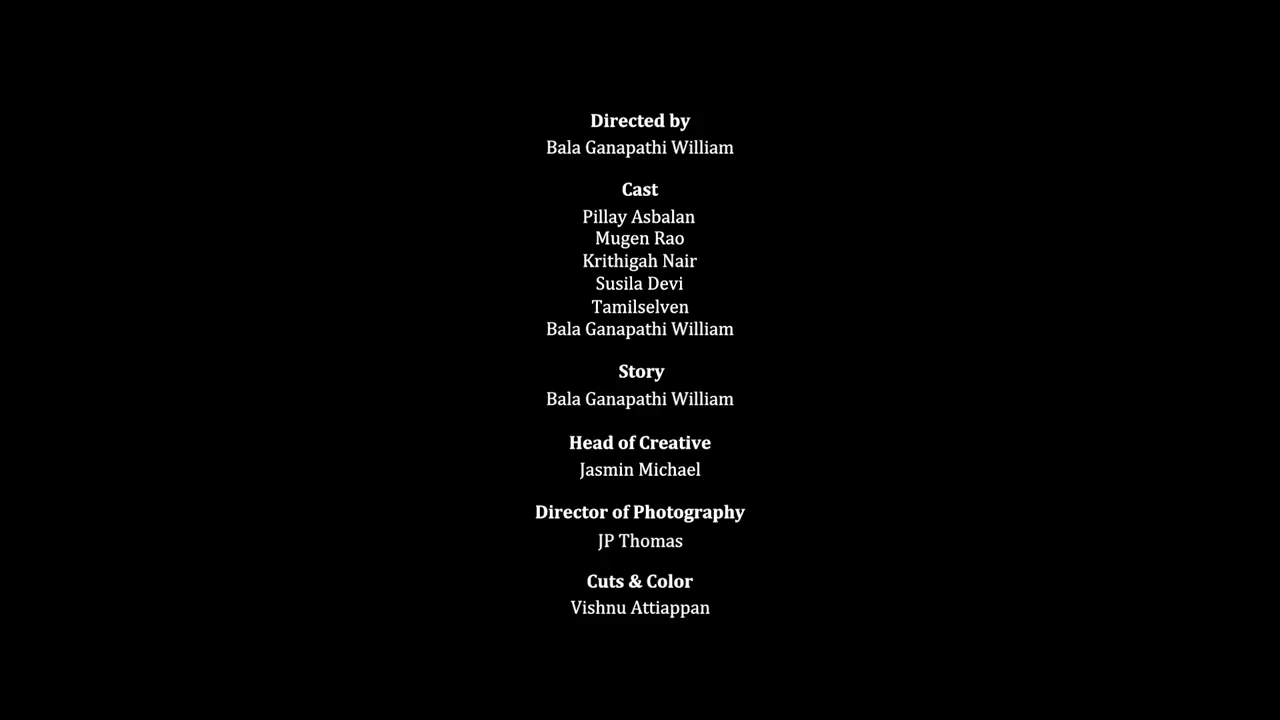 Directed by
Bala Ganapathi William
Cast
Pillay Asbalan
Mugen Rao
Krithigah Nair
Susila Devi
Tamilselven
Bala Ganapathi William
Story
Bala Ganapathi William
Head of Creative
Jasmin Michael
Director of Photography
JP Thomas
Cuts & Color
Vishnu Attiappan